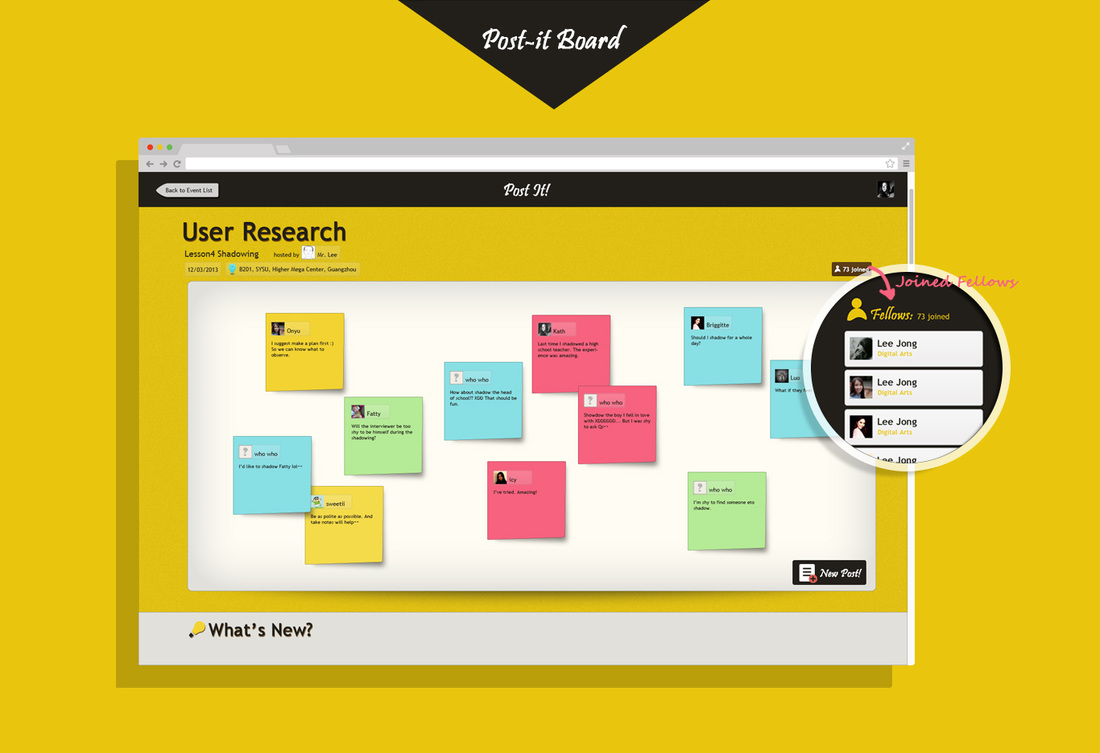 Post-it Board
Back to Event List
Post It!
User Research
Lesson4 Shadowing
hosted by
Mr. Lee
12/03/2013
B201, SYSU, Higher Mega Center, Guangzhou
73 joined
Joined Fellows
Fellows: 73 joined
Lee Jong
Digital Arts
Lee Jong
Digital Arts
Lee Jong
Digital Arts
Lee Jong
Onyu
I suggest make a plan first :)
So we can know what to
observe.
Fatty
Will the interviewer be too
shy to be himself during the
shadowing?
who who
I'd like to shadow Fatty lol~~
sweetii
Be as polite as possible. And
take notes will help~~
who who
How about shadow the head
of school?? XDD That should be
fun.
Kath
Last time I shadowed a high
school teacher. The experi-
ence was amazing.
who who
Showdow the boy I fell in love
with XDDDDDD... But I was shy
to ask Q~~
Icy
I've tried. Amazing!
Briggitte
Should I shadow for a whole
day?
Luo
What if they
who who
I'm shy to find someone eto
shadow.
New Post!
What's New?